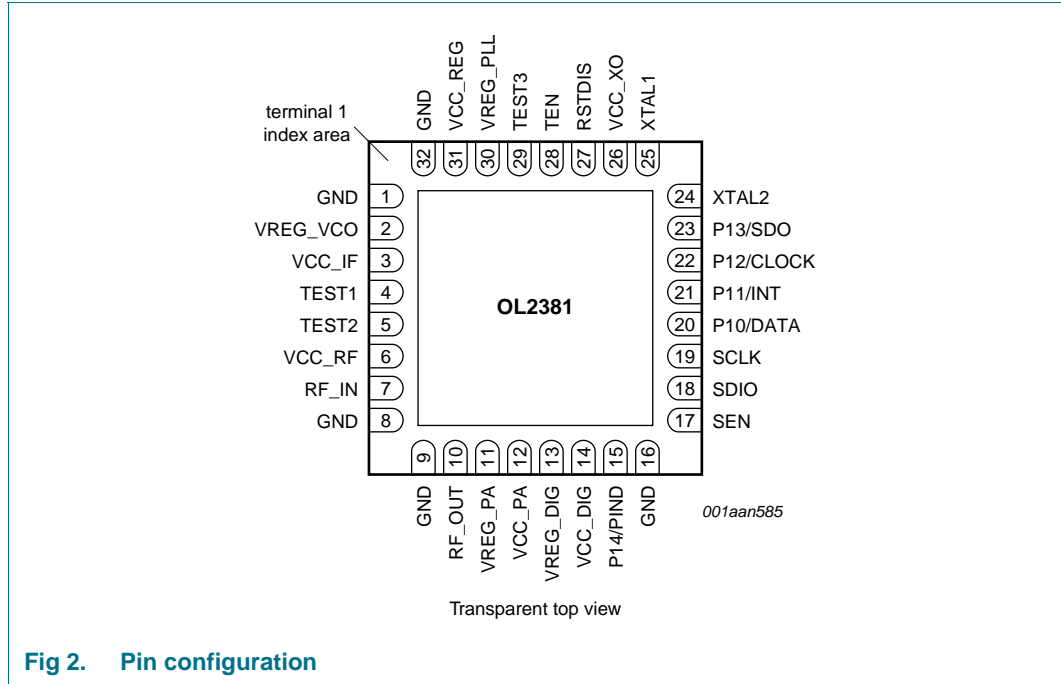 GND
VCC_REG
VREG_PLL
TEST3
TEN
RSTDIS
VCC_XO
XTAL1
terminal 1
index area
32
31
30
29
28
27
26
25
GND 1
VREG_VCO 2
VCC_IF 3
TEST1 4
TEST2 5
VCC_RF 6
RF_IN 7
GND 8
OL2381
24 XTAL2
23 P13/SDO
22 P12/CLOCK
21 P11/INT
20 P10/DATA
19 SCLK
18 SDIO
17 SEN
9
10
11
12
13
14
15
16
GND
RF_OUT
VREG_PA
VCC_PA
VREG_DIG
VCC_DIG
P14/PIND
GND
001aan585
Transparent top view
Fig 2. Pin configuration